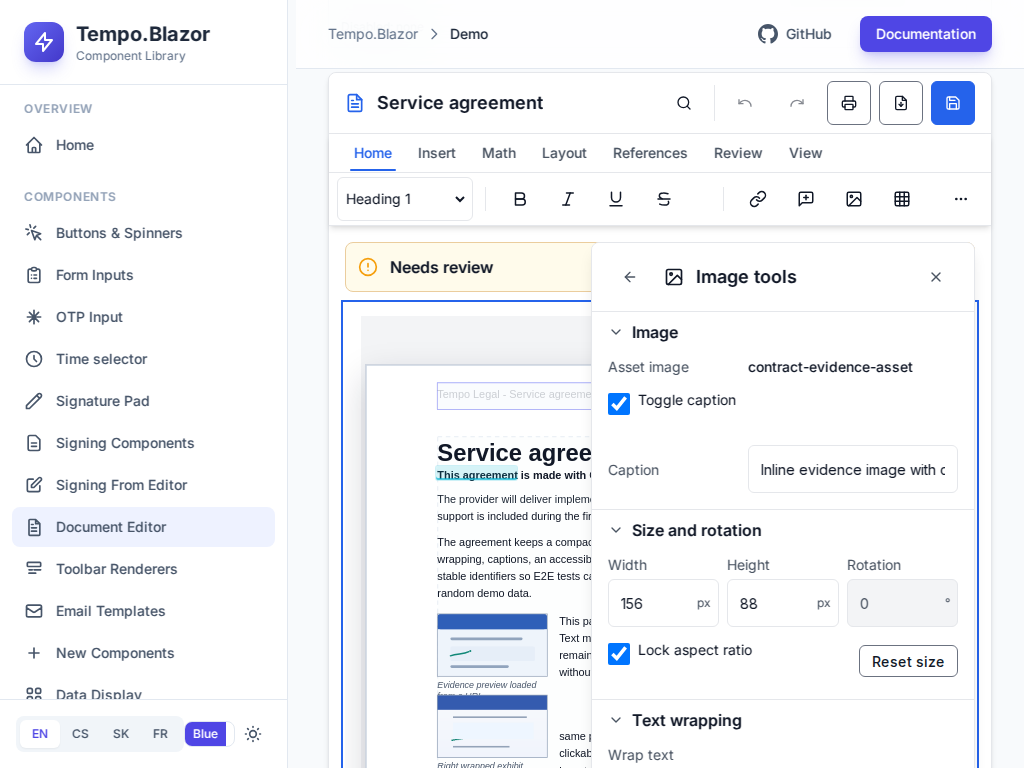 Tempo.Blazor
Component Library
OVERVIEW
Home
COMPONENTS
Buttons & Spinners
Form Inputs
OTP Input
Time selector
Signature Pad
Signing Components
Signing From Editor
Document Editor
Toolbar Renderers
Email Templates
New Components
Data Display
EN CS SK FR Blue
Tempo.Blazor > Demo
GitHub
Documentation
Service agreement
Home Insert Math Layout References Review View
Heading 1
Needs review
Tempo Legal - Service agreeme
Service agree
This agreement is made with
The provider will deliver implem
support is included during the fir
The agreement keeps a compac
wrapping, captions, an accessib
stable identifiers so E2E tests ca
random demo data.
This pa
Text m
remain
withou
Evidence preview loaded
same p
clickab
Right wrapped exhibit
Image tools
Image
Asset image contract-evidence-asset
Toggle caption
Caption Inline evidence image with c
Size and rotation
Width Height Rotation
156 px 88 px 0 °
Lock aspect ratio
Reset size
Text wrapping
Wrap text